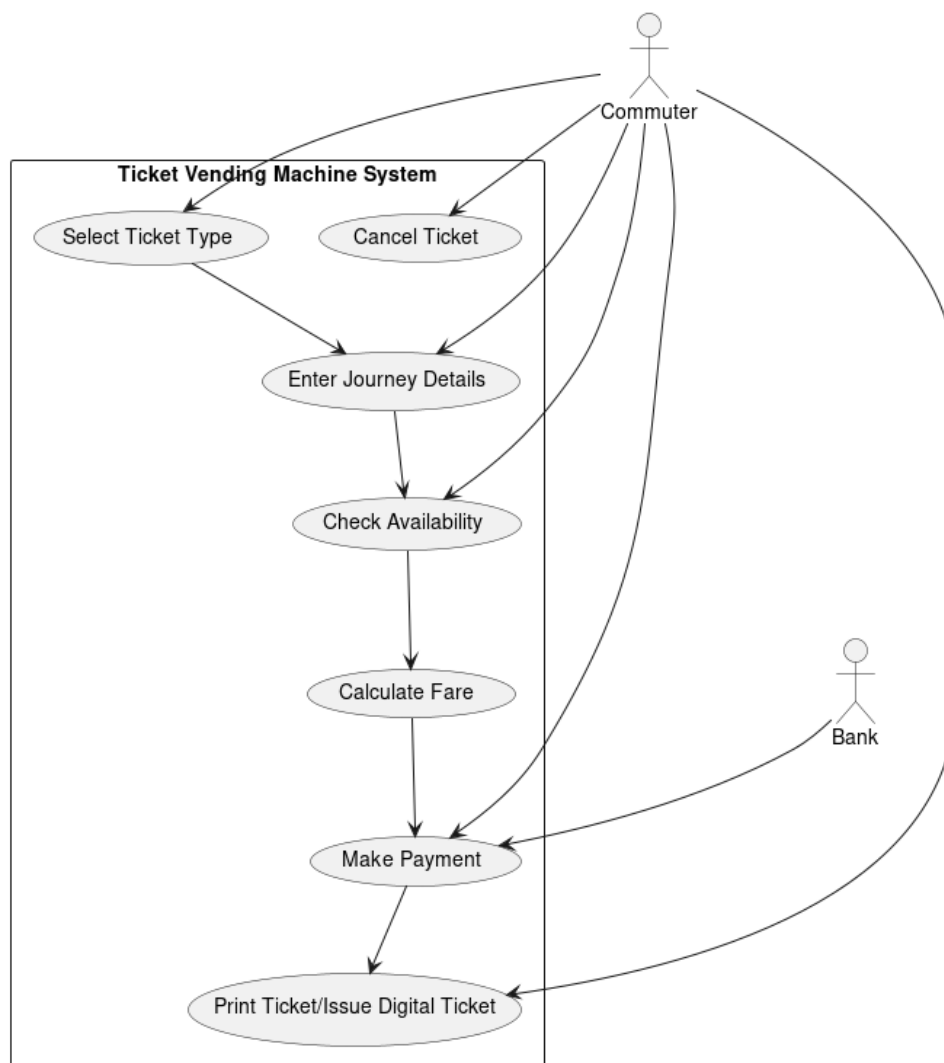 Commuter
Ticket Vending Machine System
Select Ticket Type
Cancel Ticket
Enter Journey Details
Check Availability
Calculate Fare
Bank
Make Payment
Print Ticket/Issue Digital Ticket